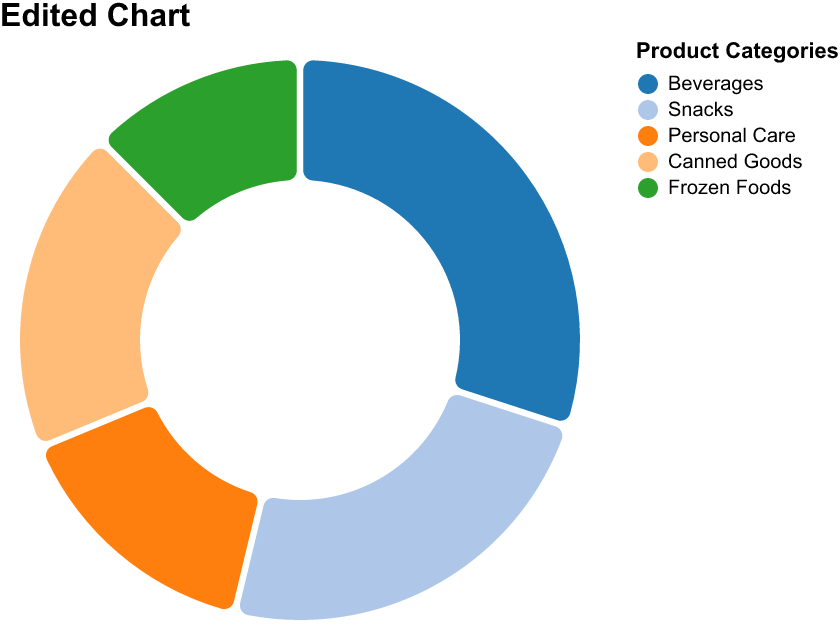 Edited Chart
Product Categories
Beverages
Snacks
Personal Care
Canned Goods
Frozen Foods